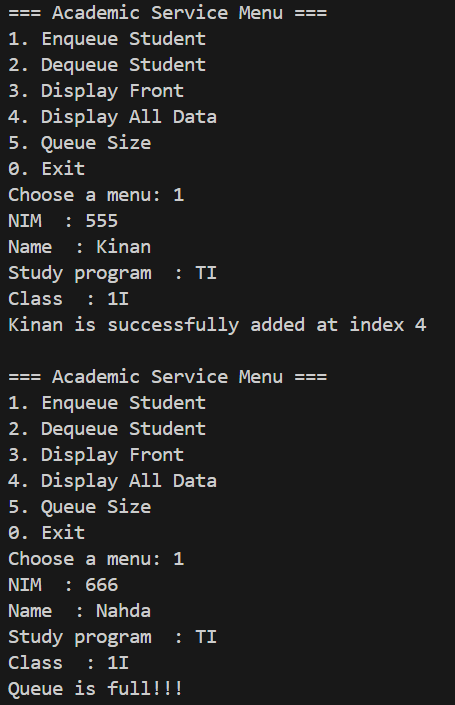 === Academic Service Menu ===
1. Enqueue Student
2. Dequeue Student
3. Display Front
4. Display All Data
5. Queue Size
0. Exit
Choose a menu: 1
NIM  : 555
Name  : Kinan
Study program  : TI
Class  : 1I
Kinan is successfully added at index 4

=== Academic Service Menu ===
1. Enqueue Student
2. Dequeue Student
3. Display Front
4. Display All Data
5. Queue Size
0. Exit
Choose a menu: 1
NIM  : 666
Name  : Nahda
Study program  : TI
Class  : 1I
Queue is full!!!